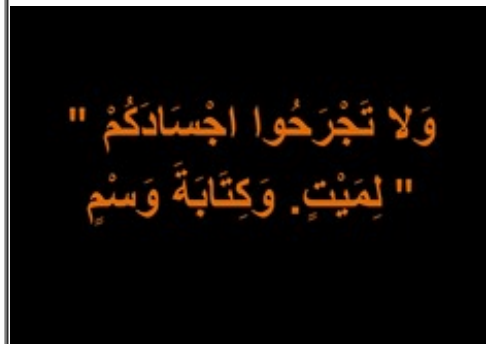 " وَلا تَجْرَحُوا اجْسَادَكُمْ
لِمَيْتٍ. وَكِتَابَةَ وَسْمٍ "